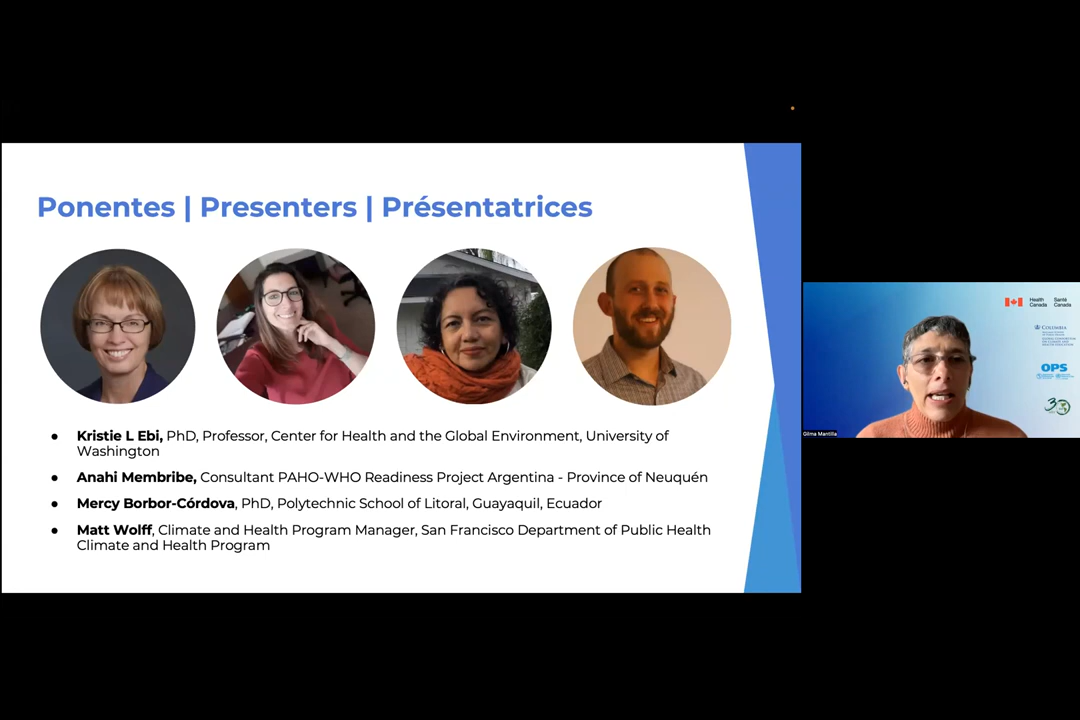 Ponentes | Presenters | Présentatrices
● Kristie L Ebi, PhD, Professor, Center for Health and the Global Environment, University of
Washington
● Anahi Membribe, Consultant PAHO-WHO Readiness Project Argentina - Province of Neuquén
● Mercy Borbor-Córdova, PhD, Polytechnic School of Litoral, Guayaquil, Ecuador
● Matt Wolff, Climate and Health Program Manager, San Francisco Department of Public Health
Climate and Health Program
Health Canada Santé Canada
COLUMBIA
OPS
30
Gilma Mantilla